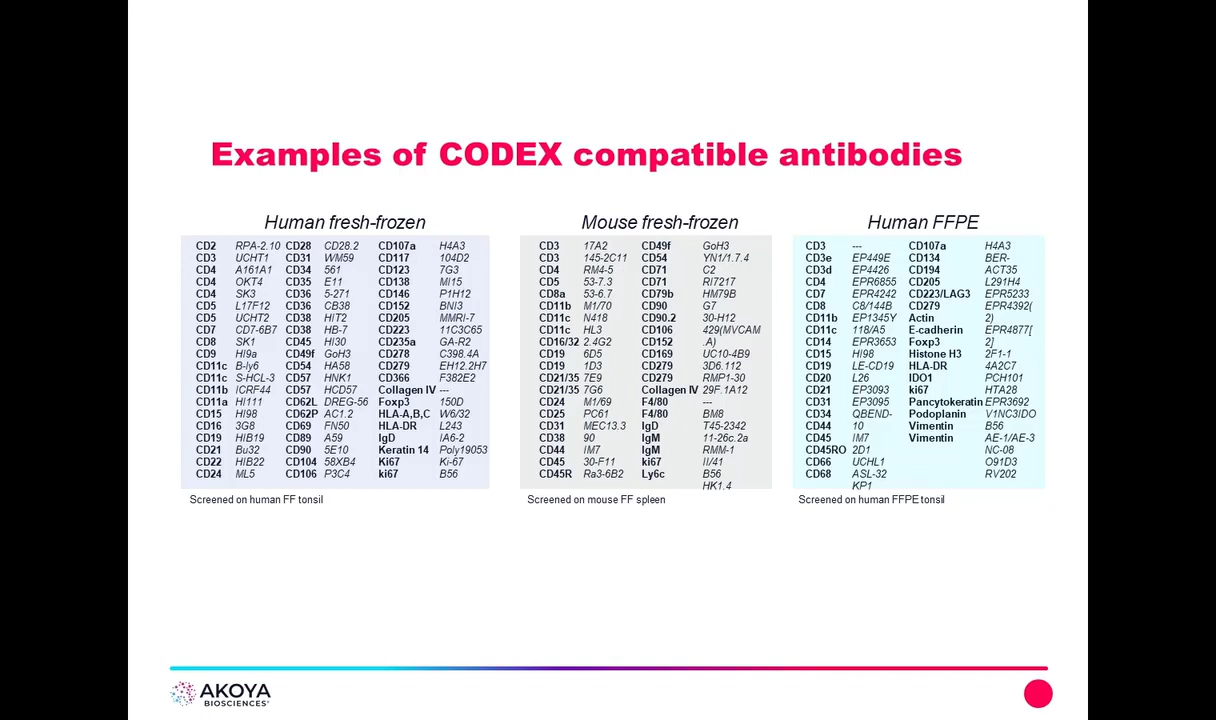 Examples of CODEX compatible antibodies
Human fresh-frozen Mouse fresh-frozen Human FFPE
CD2 RPA-2.10 CD28 CD28.2 CD107a H4A3 CD3 17A2 CD49f GoH3 CD3 --- CD107a H4A3
CD3 UCHT1 CD31 WM59 CD117 104D2 CD3 145-2C11 CD54 YN1/1.7.4 CD3e EP449E CD134 BER-
CD4 A161A1 CD34 561 CD123 7G3 CD4 RM4-5 CD71 C2 CD3d EP4426 CD194 ACT35
CD4 OKT4 CD35 E11 CD138 MI15 CD5 53-7.3 CD71 RI7217 CD4 EPR6855 CD205 L291H4
CD4 SK3 CD36 5-271 CD146 P1H12 CD8a 53-6.7 CD79b HM79B CD7 EPR4242 CD223/LAG3 EPR5233
CD5 L17F12 CD36 CB38 CD152 BNI3 CD11b M1/70 CD90 G7 CD8 C8/144B CD279 EPR4392(
CD5 UCHT2 CD38 HIT2 CD205 MMRI-7 CD11c N418 CD90.2 30-H12 CD11b EP1345Y Actin 2)
CD7 CD7-6B7 CD38 HB-7 CD223 11C3C65 CD11c HL3 CD106 429(MVCAM CD11c 118/A5 E-cadherin EPR4877[
CD8 SK1 CD45 HI30 CD235a GA-R2 CD16/32 2.4G2 CD152 .A) CD14 EPR3653 Foxp3 2]
CD9 HI9a CD49f GoH3 CD278 C398.4A CD19 6D5 CD169 UC10-4B9 CD15 HI98 Histone H3 2F1-1
CD11c B-ly6 CD54 HA58 CD279 EH12.2H7 CD19 1D3 CD279 3D6.112 CD19 LE-CD19 HLA-DR 4A2C7
CD11c S-HCL-3 CD57 HNK1 CD366 F382E2 CD21/35 7E9 CD279 RMP1-30 CD20 L26 IDO1 PCH101
CD11b ICRF44 CD57 HCD57 Collagen IV --- CD21/35 7G6 Collagen IV 29F.1A12 CD21 EP3093 ki67 HTA28
CD11a HI111 CD62L DREG-56 Foxp3 150D CD24 M1/69 F4/80 --- CD31 EP3095 Pancytokeratin EPR3692
CD15 HI98 CD62P AC1.2 HLA-A,B,C W6/32 CD25 PC61 F4/80 BM8 CD34 QBEND- Podoplanin V1NC3IDO
CD16 3G8 CD69 FN50 HLA-DR L243 CD31 MEC13.3 IgD T45-2342 CD44 10 Vimentin B56
CD19 HIB19 CD89 A59 IgD IA6-2 CD38 90 IgM 11-26c.2a CD45 IM7 Vimentin AE-1/AE-3
CD21 Bu32 CD90 5E10 Keratin 14 Poly19053 CD44 IM7 IgM RMM-1 CD45RO 2D1 NC-08
CD22 HIB22 CD104 58XB4 Ki67 Ki-67 CD45 30-F11 ki67 II/41 CD66 UCHL1 O91D3
CD24 ML5 CD106 P3C4 ki67 B56 CD45R Ra3-6B2 Ly6c B56 CD68 ASL-32 RV202
HK1.4 KP1
Screened on human FF tonsil Screened on mouse FF spleen Screened on human FFPE tonsil
AKOYA
BIOSCIENCES